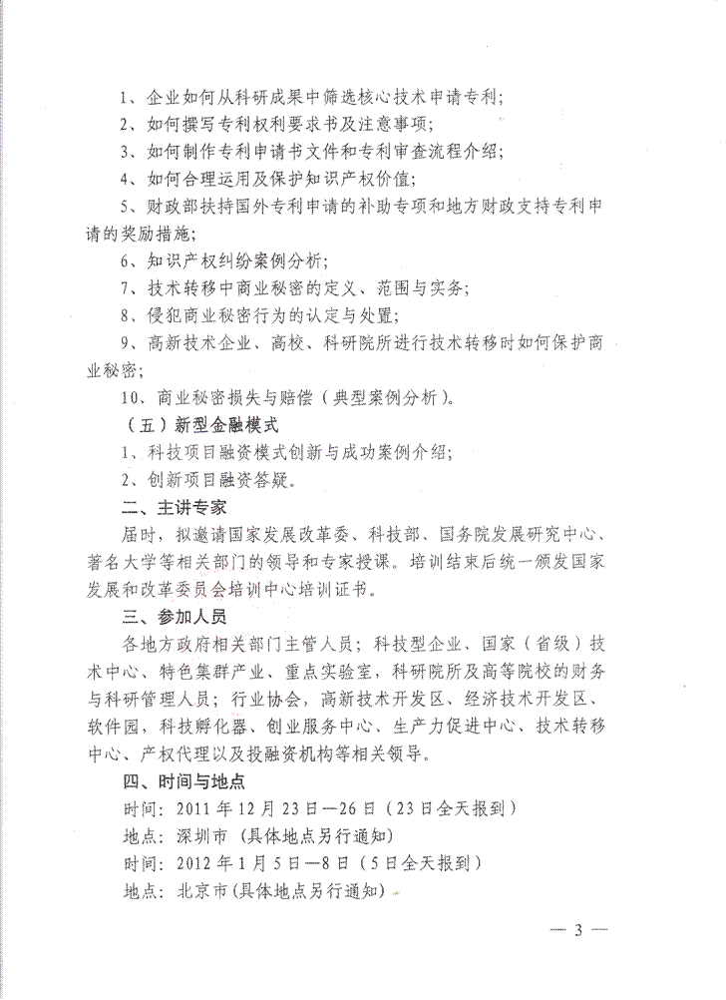 1、企业如何从科研成果中筛选核心技术申请专利；
2、如何撰写专利权利要求书及注意事项；
3、如何制作专利申请书文件和专利审查流程介绍；
4、如何合理运用及保护知识产权价值；
5、财政部扶持国外专利申请的补助专项和地方财政支持专利申
请的奖励措施；
6、知识产权纠纷案例分析；
7、技术转移中商业秘密的定义、范围与实务；
8、侵犯商业秘密行为的认定与处置；
9、高新技术企业、高校、科研院所进行技术转移时如何保护商
业秘密；
10、商业秘密损失与赔偿（典型案例分析）。
（五）新型金融模式
1、科技项目融资模式创新与成功案例介绍；
2、创新项目融资答疑。
二、主讲专家
届时，拟邀请国家发展改革委、科技部、国务院发展研究中心、
著名大学等相关部门的领导和专家授课。培训结束后统一颁发国家
发展和改革委员会培训中心培训证书。
三、参加人员
各地方政府相关部门主管人员；科技型企业、国家（省级）技
术中心、特色集群产业、重点实验室，科研院所及高等院校的财务
与科研管理人员；行业协会，高新技术开发区、经济技术开发区、
软件园，科技孵化器、创业服务中心、生产力促进中心、技术转移
中心、产权代理以及投融资机构等相关领导。
四、时间与地点
时间：2011年12月23日—26日（23日全天报到）
地点：深圳市 (具体地点另行通知)
时间：2012年1月5日—8日（5日全天报到）
地点：北京市(具体地点另行通知)
— 3 —